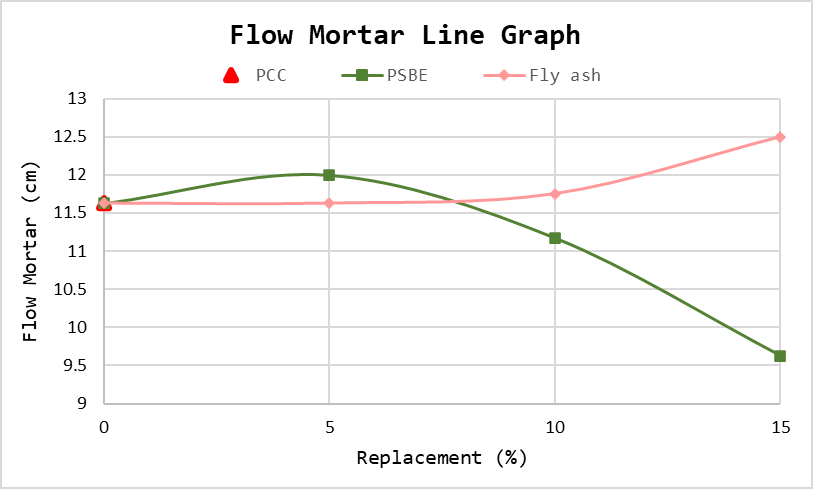 Flow Mortar Line Graph
PCC PSBE Fly ash
13
12.5
12
11.5
11
10.5
10
9.5
9
Flow Mortar (cm)
0 5 10 15
Replacement (%)